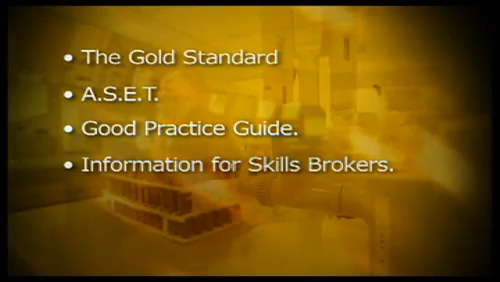 • The Gold Standard
• A.S.E.T.
• Good Practice Guide.
• Information for Skills Brokers.